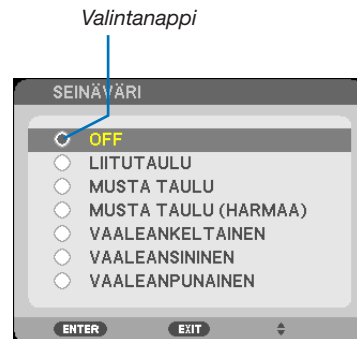 Valintanappi
SEINÄVÄRI
OFF
LIITUTAULU
MUSTA TAULU
MUSTA TAULU (HARMAA)
VAALEANKELTAINEN
VAALEANSININEN
VAALEANPUNAINEN
ENTER EXIT